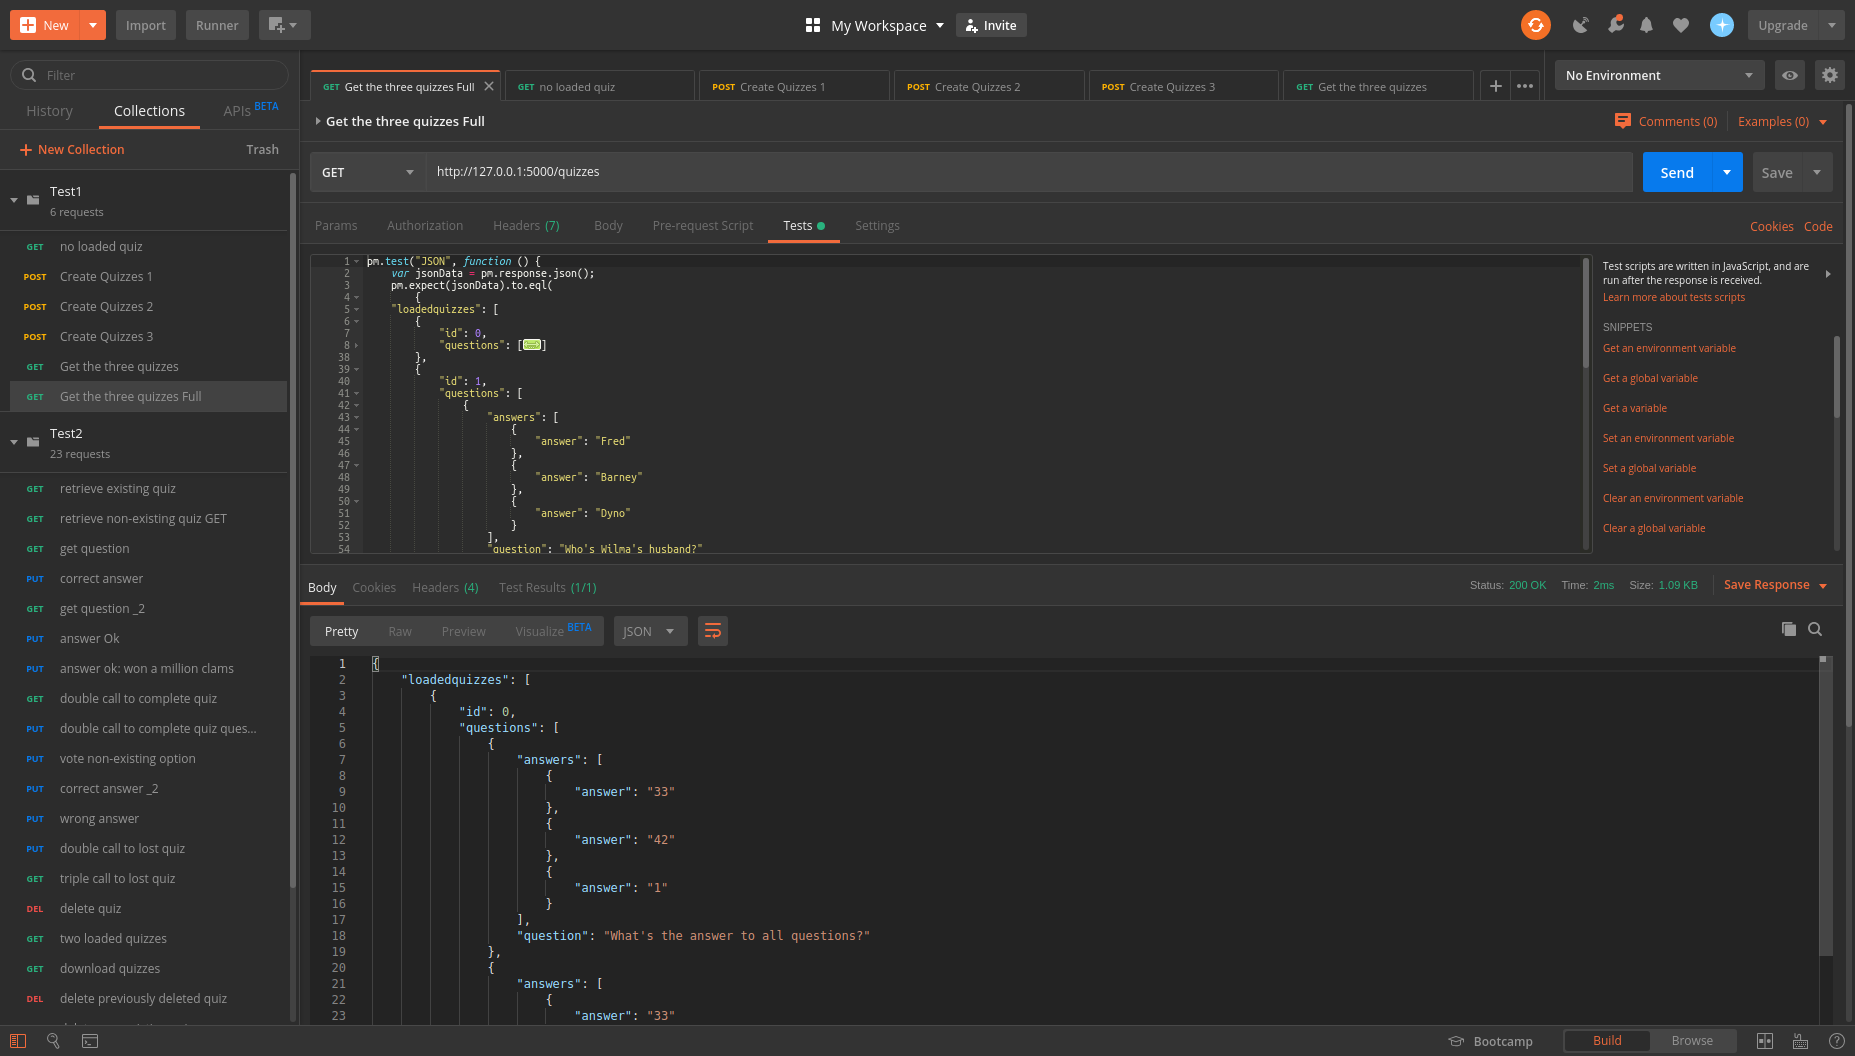 New
Import
Runner
My Workspace
Invite
Upgrade
Filter
History
Collections
APIs BETA
New Collection
Trash
Test1
6 requests
GET no loaded quiz
POST Create Quizzes 1
POST Create Quizzes 2
POST Create Quizzes 3
GET Get the three quizzes
GET Get the three quizzes Full
Test2
23 requests
GET retrieve existing quiz
GET retrieve non-existing quiz GET
GET get question
PUT correct answer
GET get question _2
PUT answer Ok
PUT answer ok: won a million clams
GET double call to complete quiz
PUT double call to complete quiz ques...
PUT vote non-existing option
PUT correct answer _2
PUT wrong answer
PUT double call to lost quiz
GET triple call to lost quiz
DEL delete quiz
GET two loaded quizzes
GET download quizzes
DEL delete previously deleted quiz
GET Get the three quizzes Full
GET no loaded quiz
POST Create Quizzes 1
POST Create Quizzes 2
POST Create Quizzes 3
GET Get the three quizzes
No Environment
Get the three quizzes Full
Comments (0)
Examples (0)
GET
http://127.0.0.1:5000/quizzes
Send
Save
Params
Authorization
Headers (7)
Body
Pre-request Script
Tests
Settings
Cookies
Code
1 pm.test("JSON", function () {
2 var jsonData = pm.response.json();
3 pm.expect(jsonData).to.eql(
4 {
5 "loadedquizzes": [
6 {
7 "id": 0,
8 "questions": []
38 },
39 {
40 "id": 1,
41 "questions": [
42 {
43 "answers": [
44 {
45 "answer": "Fred"
46 },
47 {
48 "answer": "Barney"
49 },
50 {
51 "answer": "Dyno"
52 }
53 ],
54 "question": "Who's Wilma's husband?"
Test scripts are written in JavaScript, and are
run after the response is received.
Learn more about tests scripts
SNIPPETS
Get an environment variable
Get a global variable
Get a variable
Set an environment variable
Set a global variable
Clear an environment variable
Clear a global variable
Body
Cookies
Headers (4)
Test Results (1/1)
Status: 200 OK
Time: 2ms
Size: 1.09 KB
Save Response
Pretty
Raw
Preview
Visualize BETA
JSON
1 {
2 "loadedquizzes": [
3 {
4 "id": 0,
5 "questions": [
6 {
7 "answers": [
8 {
9 "answer": "33"
10 },
11 {
12 "answer": "42"
13 },
14 {
15 "answer": "1"
16 }
17 ],
18 "question": "What's the answer to all questions?"
19 },
20 {
21 "answers": [
22 {
23 "answer": "33"
Bootcamp
Build
Browse